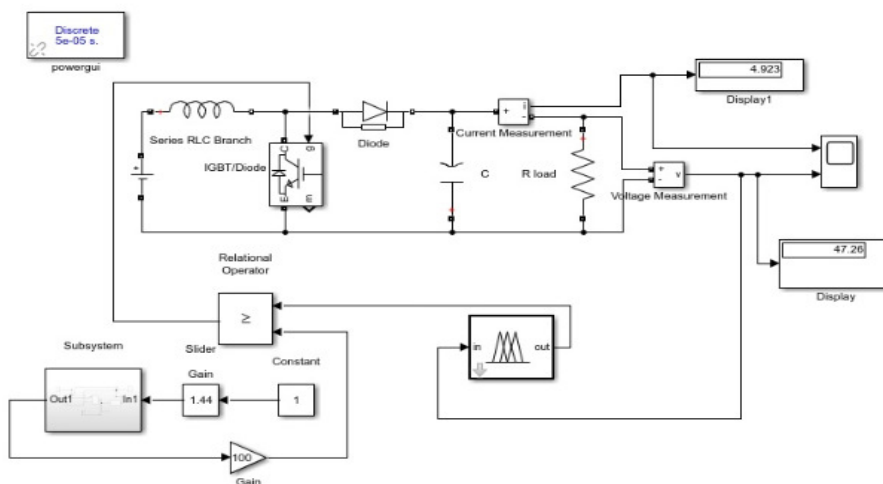 Discrete
5e-05 s.
powergui
4.923
Display1
Series RLC Branch
IGBT/Diode
C
g
E
m
Diode
+
i
-
Current Measurement
C
R load
+
-
v
Voltage Measurement
47.26
Display
Relational
Operator
≥
Slider
Gain
Subsystem
Constant
Out1
In1
1.44
1
100
Gain
in
out